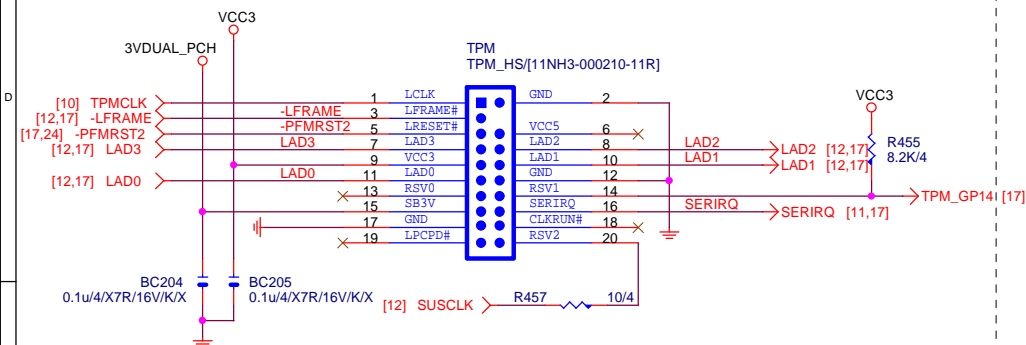 VCC3
3VDUAL_PCH
TPM
TPM_HS/[11NH3-000210-11R]
D
[10] TPMCLK 1 LCLK GND 2
VCC3
[12,17] -LFRAME -LFRAME 3 LFRAME#
[17,24] -PFMRST2 -PFMRST2 5 LRESET# VCC5 6
[12,17] LAD3 LAD3 7 LAD3 LAD2 8 LAD2 LAD2 [12,17]
R455
8.2K/4
9 VCC3 LAD1 10 LAD1 LAD1 [12,17]
[12,17] LAD0 LAD0 11 LAD0 GND 12
13 RSV0 RSV1 14 TPM_GP14 [17]
15 SB3V SERIRQ 16 SERIRQ SERIRQ [11,17]
17 GND CLKRUN# 18
19 LPCPD# RSV2 20
BC204
0.1u/4/X7R/16V/K/X
BC205
0.1u/4/X7R/16V/K/X
[12] SUSCLK R457 10/4